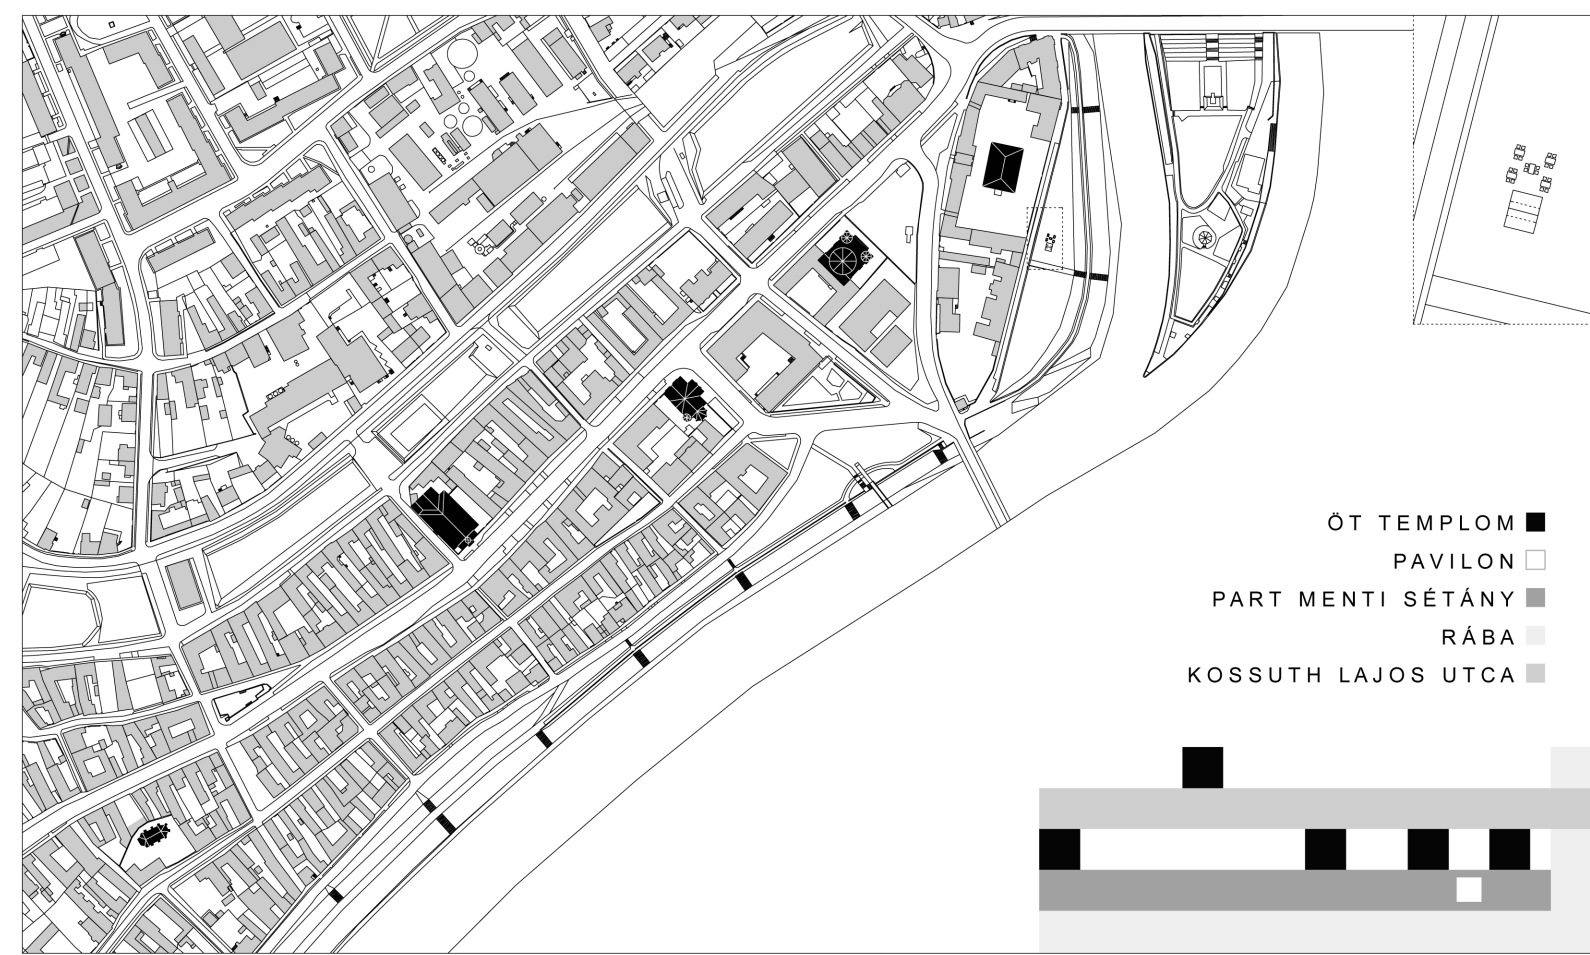 ÖT TEMPLOM
PAVILON
PART MENTI SÉTÁNY
RÁBA
KOSSUTH LAJOS UTCA